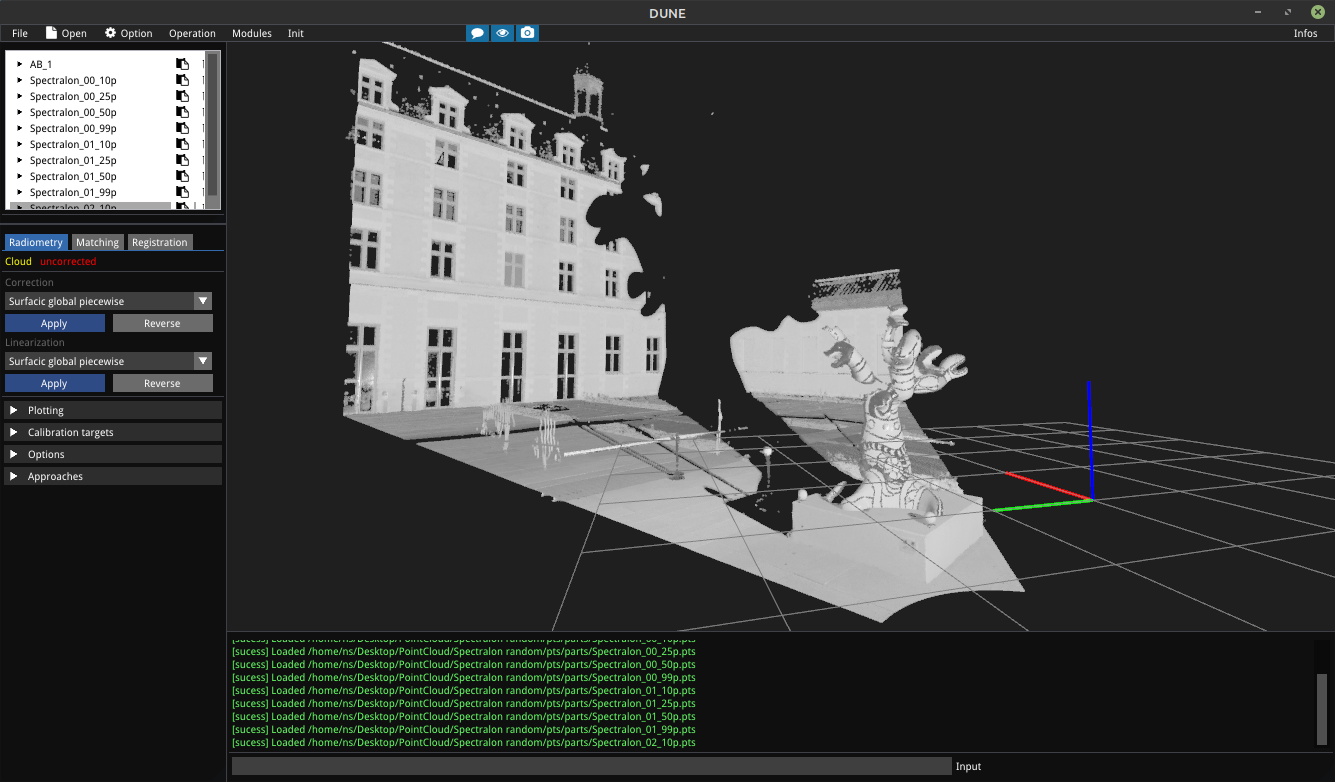 DUNE
File Open Option Operation Modules Init Infos
AB_1
Spectralon_00_10p
Spectralon_00_25p
Spectralon_00_50p
Spectralon_00_99p
Spectralon_01_10p
Spectralon_01_25p
Spectralon_01_50p
Spectralon_01_99p
Spectralon_02_10p
Radiometry Matching Registration
Cloud uncorrected
Correction
Surfacic global piecewise
Apply Reverse
Linearization
Surfacic global piecewise
Apply Reverse
Plotting
Calibration targets
Options
Approaches
[sucess] Loaded /home/ns/Desktop/PointCloud/Spectralon random/pts/parts/Spectralon_00_10p.pts
[sucess] Loaded /home/ns/Desktop/PointCloud/Spectralon random/pts/parts/Spectralon_00_25p.pts
[sucess] Loaded /home/ns/Desktop/PointCloud/Spectralon random/pts/parts/Spectralon_00_50p.pts
[sucess] Loaded /home/ns/Desktop/PointCloud/Spectralon random/pts/parts/Spectralon_00_99p.pts
[sucess] Loaded /home/ns/Desktop/PointCloud/Spectralon random/pts/parts/Spectralon_01_10p.pts
[sucess] Loaded /home/ns/Desktop/PointCloud/Spectralon random/pts/parts/Spectralon_01_25p.pts
[sucess] Loaded /home/ns/Desktop/PointCloud/Spectralon random/pts/parts/Spectralon_01_50p.pts
[sucess] Loaded /home/ns/Desktop/PointCloud/Spectralon random/pts/parts/Spectralon_01_99p.pts
[sucess] Loaded /home/ns/Desktop/PointCloud/Spectralon random/pts/parts/Spectralon_02_10p.pts
Input